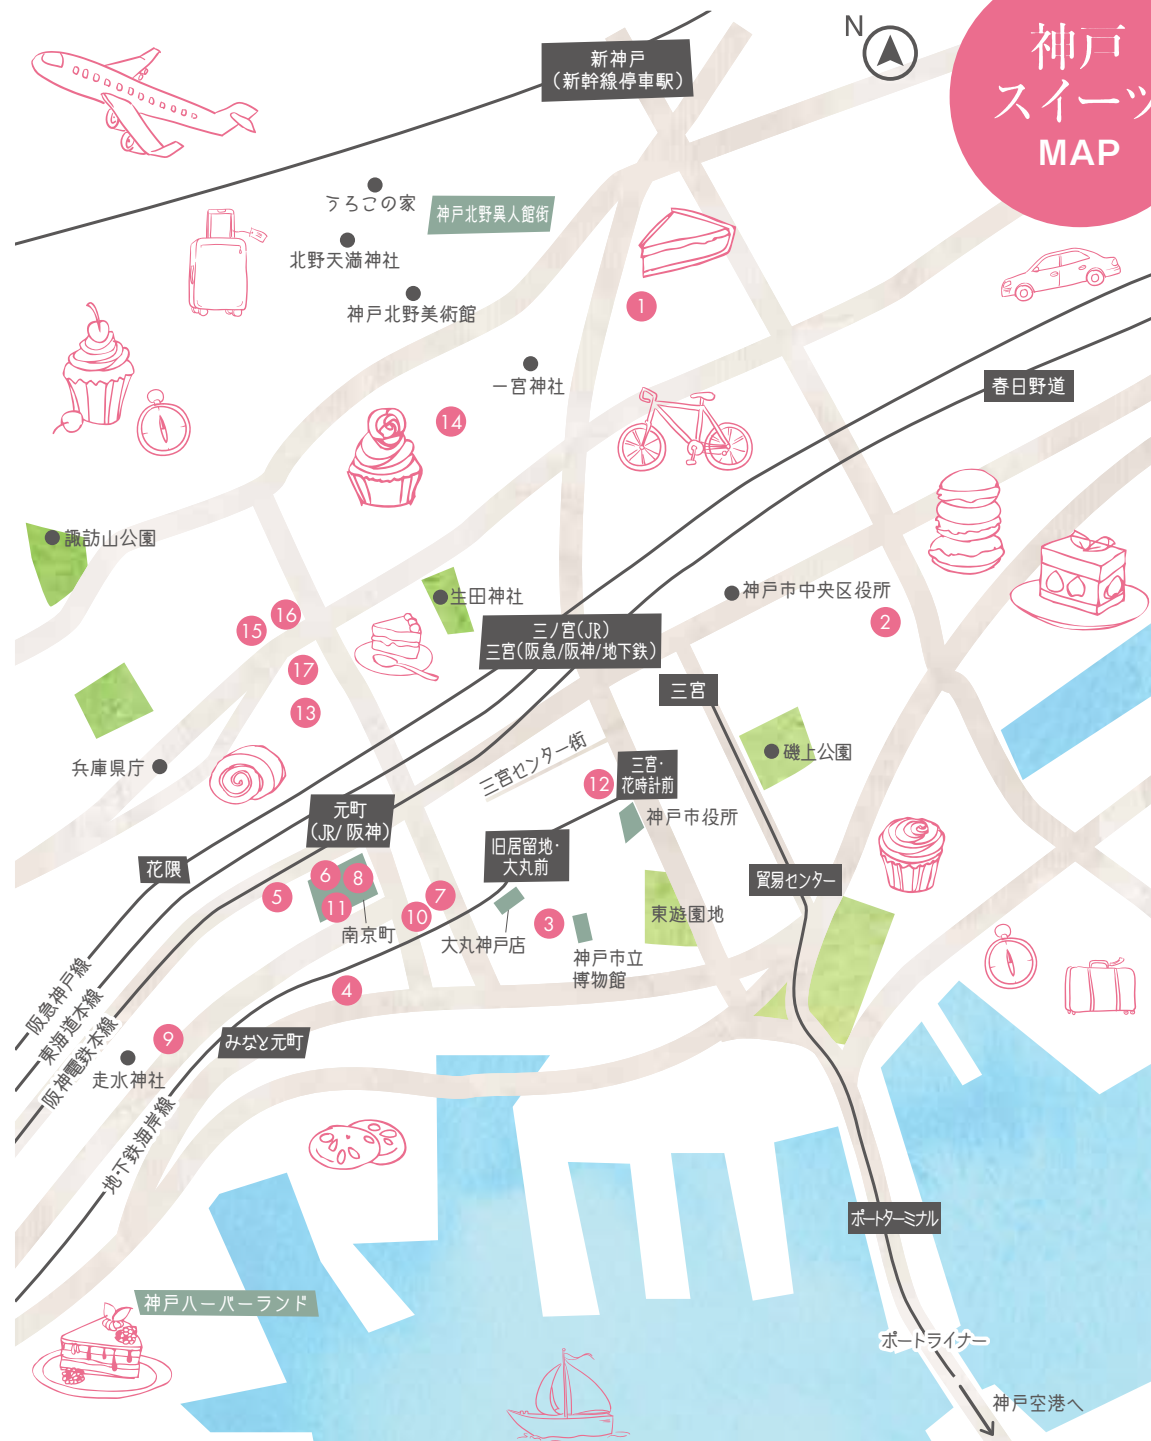 N
神戸
スイーツ
MAP
新神戸
(新幹線停車駅)
うろこの家
神戸北野異人館街
北野天満神社
神戸北野美術館
1
一宮神社
春日野道
14
諏訪山公園
生田神社
神戸市中央区役所
2
16
15
三ノ宮(JR)
三宮(阪急/阪神/地下鉄)
17
三宮
13
兵庫県庁
三宮センター街
磯上公園
三宮・
花時計前
12
元町
(JR/阪神)
神戸市役所
旧居留地・
大丸前
花隈
貿易センター
6
8
5
7
11
10
3
東遊園地
南京町
大丸神戸店
神戸市立
博物館
4
阪急神戸線
東海道本線
阪神電鉄本線
9
みなと元町
走水神社
地下鉄海岸線
ポートターミナル
神戸ハーバーランド
ポートライナー
神戸空港へ